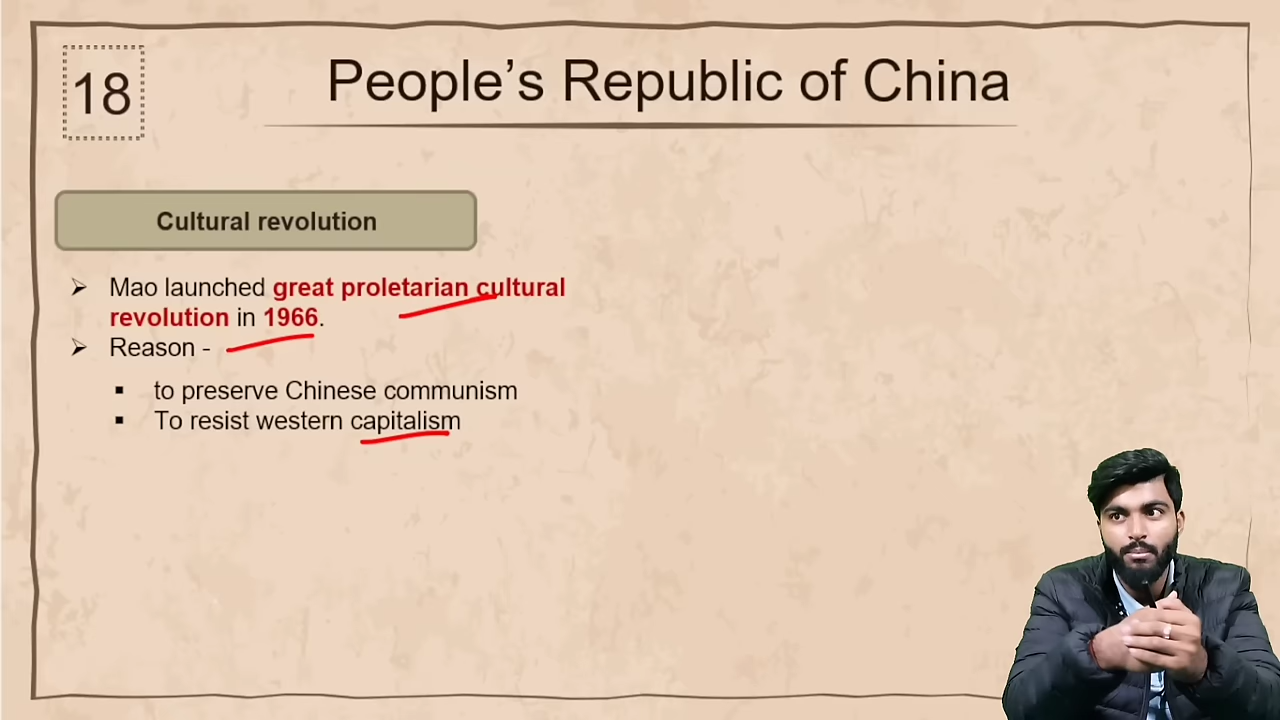 18
People’s Republic of China
Cultural revolution
➢ Mao launched great proletarian cultural
revolution in 1966.
➢ Reason -
▪ to preserve Chinese communism
▪ To resist western capitalism